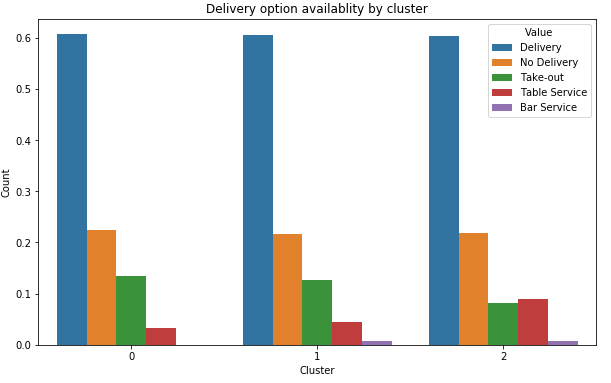 Delivery option availablity by cluster
Value
Delivery
No Delivery
Take-out
Table Service
Bar Service
Count
0.6
0.5
0.4
0.3
0.2
0.1
0.0
0
1
2
Cluster